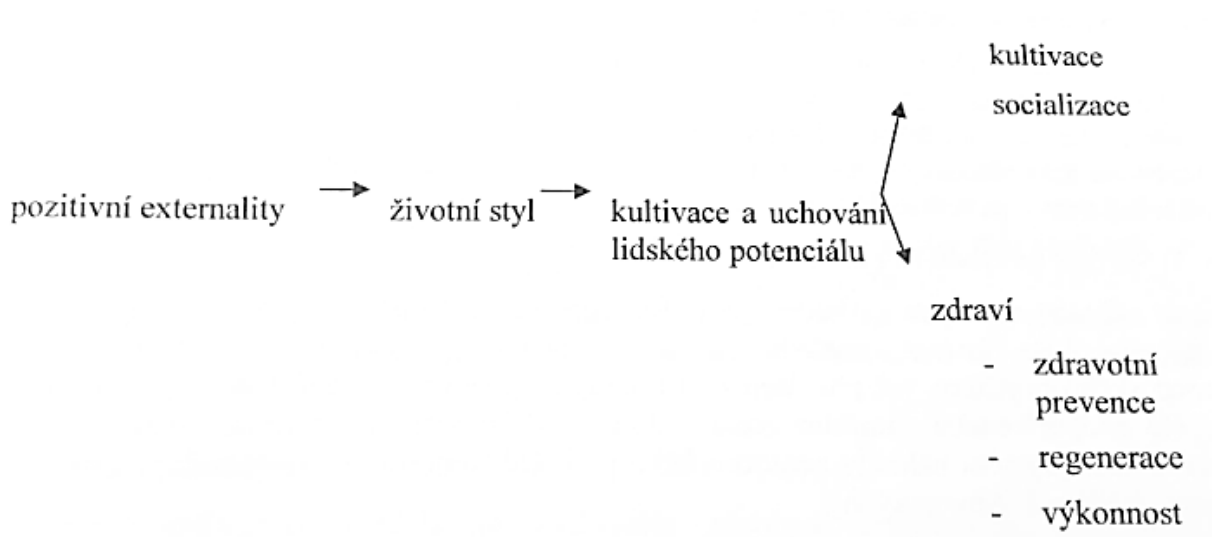 kultivace
socializace
pozitivní externality
životní styl
kultivace a uchování
lidského potenciálu
zdraví
- zdravotní
prevence
- regenerace
- výkonnost